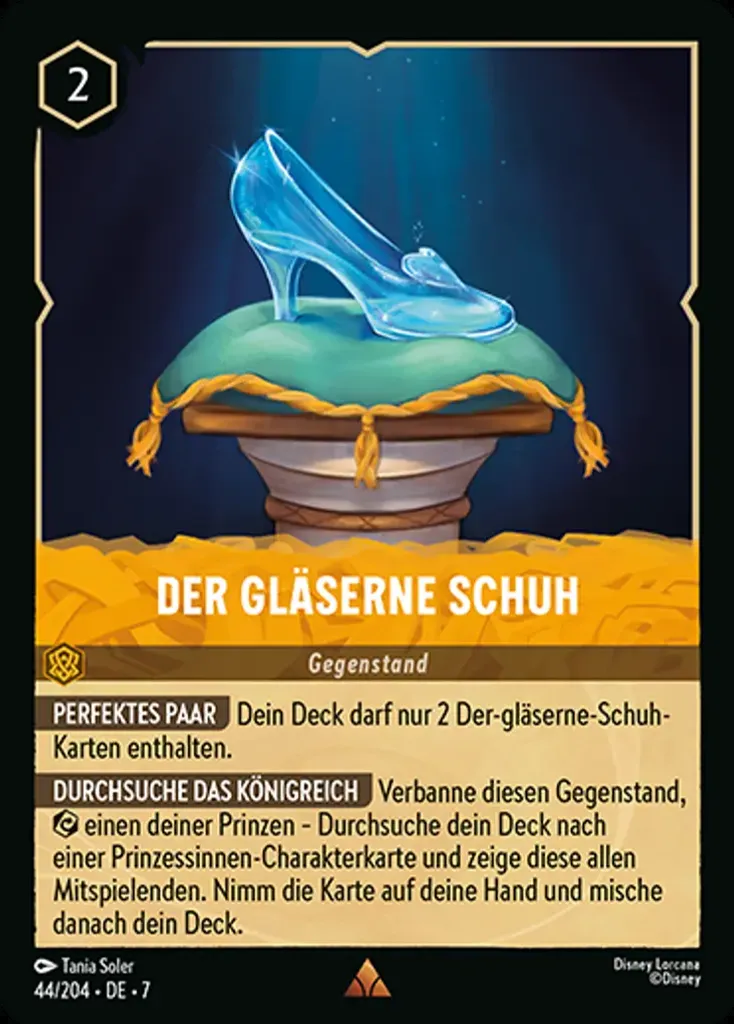 2
DER GLÄSERNE SCHUH
Gegenstand
PERFEKTES PAAR Dein Deck darf nur 2 Der-gläserne-Schuh-
Karten enthalten.
DURCHSUCHE DAS KÖNIGREICH Verbanne diesen Gegenstand,
einen deiner Prinzen – Durchsuche dein Deck nach
einer Prinzessinnen-Charakterkarte und zeige diese allen
Mitspielenden. Nimm die Karte auf deine Hand und mische
danach dein Deck.
Tania Soler
44/204 • DE • 7
Disney Lorcana
©Disney